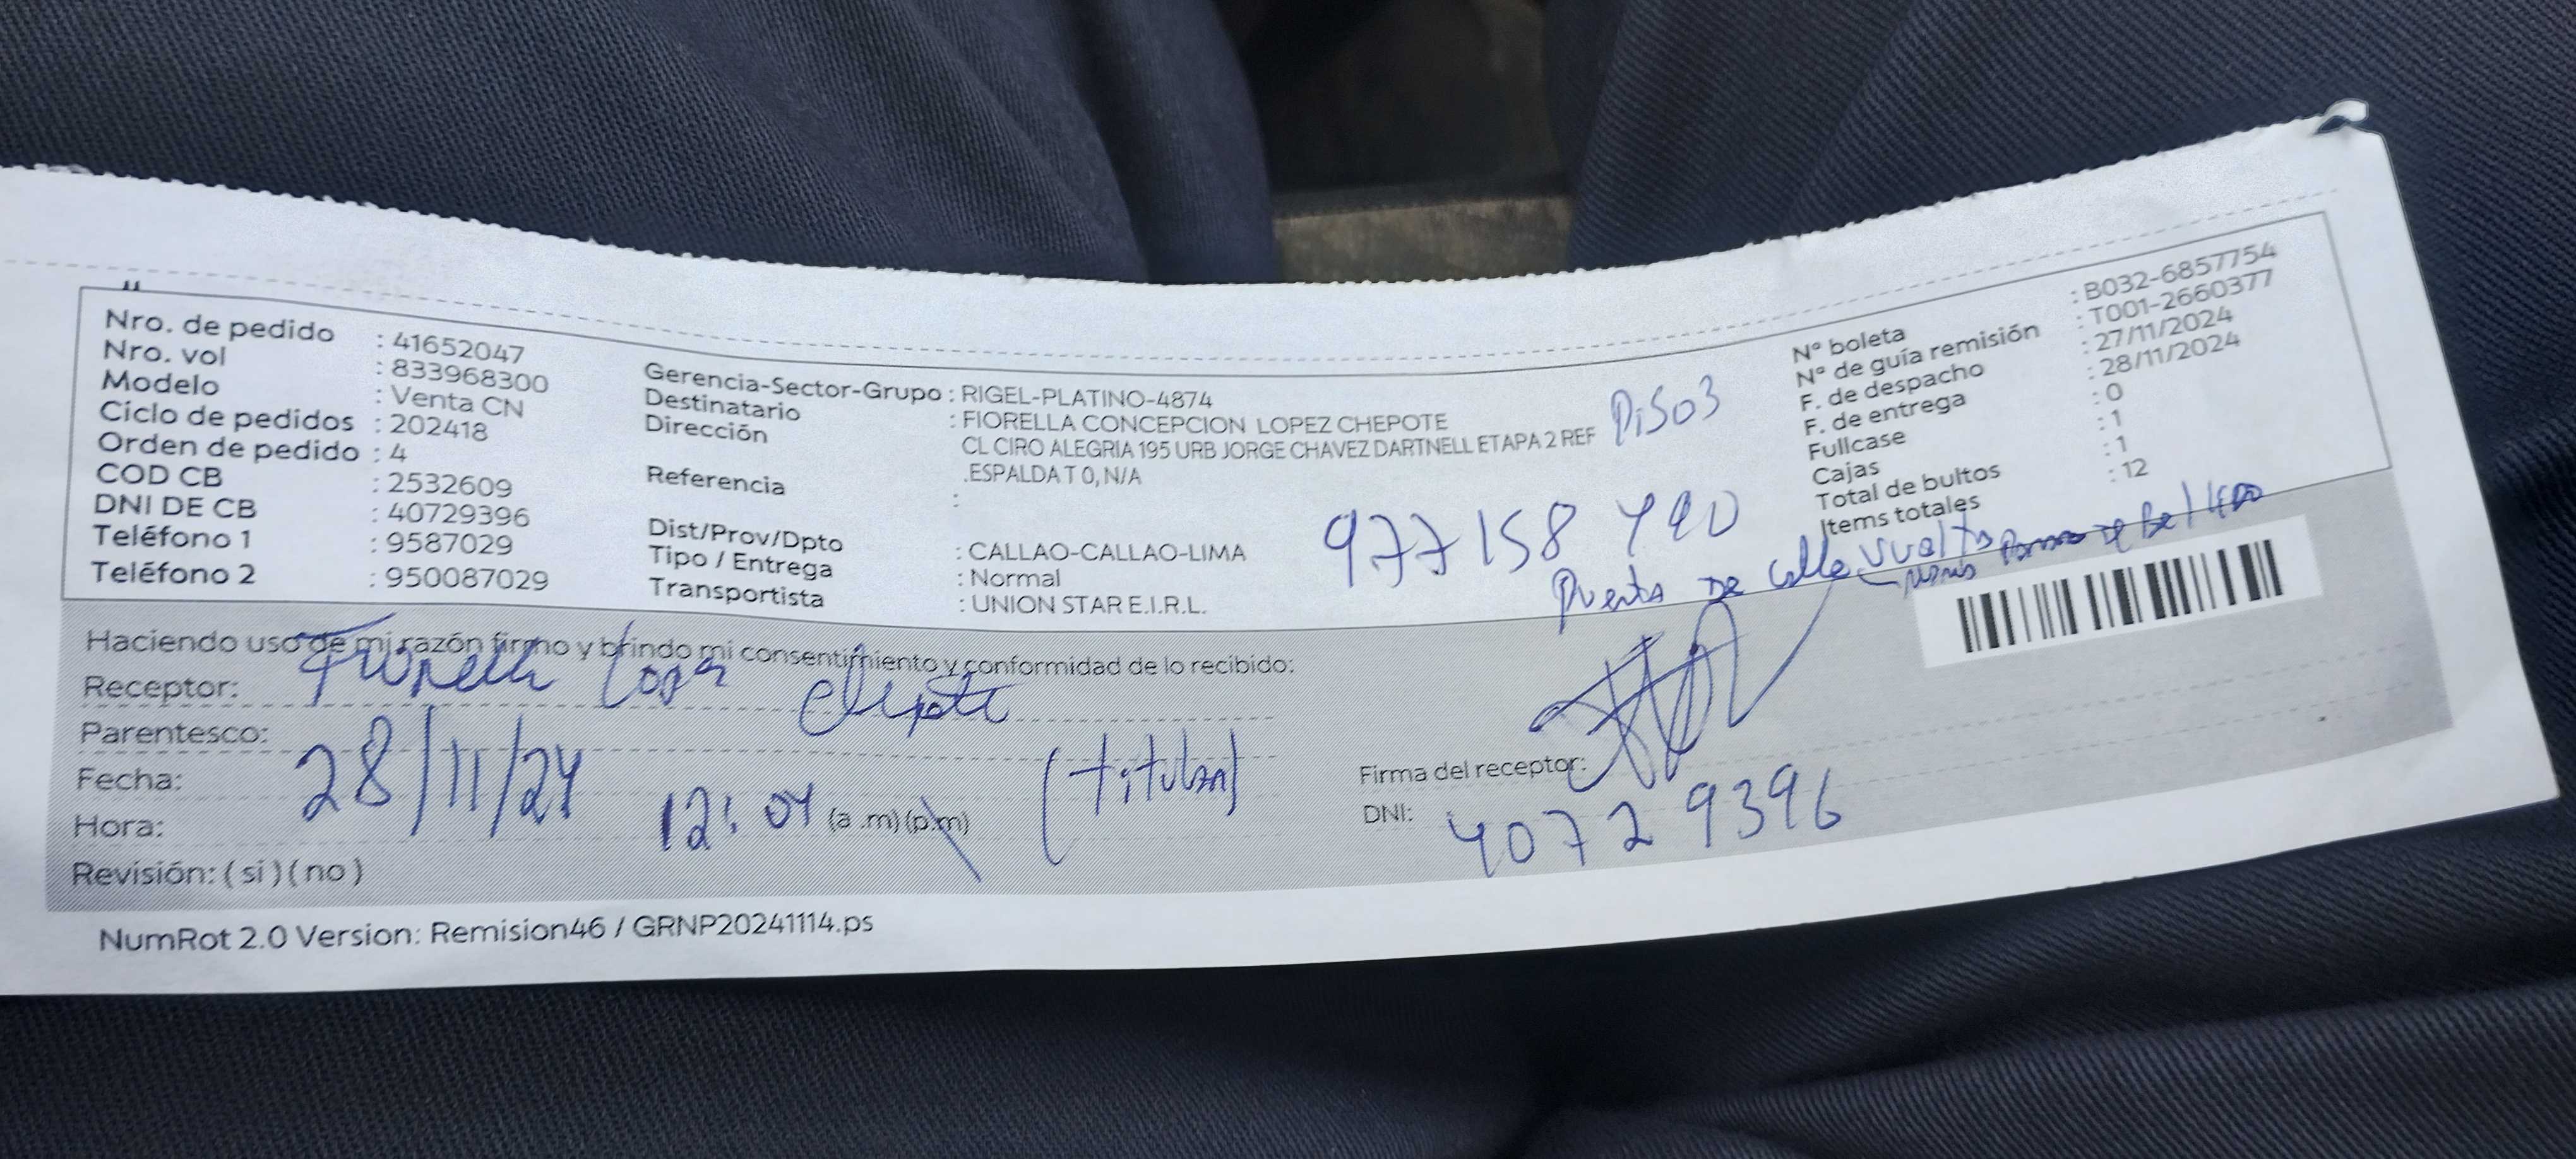 Nro. de pedido : 41652047
Nro. vol : 833968300
Modelo : Venta CN
Ciclo de pedidos : 202418
Orden de pedido : 4
COD CB : 2532609
DNI DE CB : 40729396
Teléfono 1 : 9587029
Teléfono 2 : 950087029
Gerencia-Sector-Grupo : RIGEL-PLATINO-4874
Destinatario : FIORELLA CONCEPCION LOPEZ CHEPOTE
Dirección CL CIRO ALEGRIA 195 URB JORGE CHAVEZ DARTNELL ETAPA 2 REF
.ESPALDA T 0, N/A
Referencia :
Dist/Prov/Dpto : CALLAO-CALLAO-LIMA
Tipo / Entrega : Normal
Transportista : UNION STAR E.I.R.L.
Piso 3
977158490
Puerta de calle vuelta
N° boleta : B032-6857754
N° de guía remisión : T001-2660377
F. de despacho : 27/11/2024
F. de entrega : 28/11/2024
Fullcase : 0
Cajas : 1
Total de bultos : 1
Items totales : 12
Haciendo uso de mi razón firmo y brindo mi consentimiento y conformidad de lo recibido:
Receptor: Fiorella Lopez Chepote
Parentesco: (titular)
Fecha: 28/11/24
Hora: 12:04 (a .m) (p.m)
Revisión: ( si ) ( no )
Firma del receptor:
DNI: 40729396
NumRot 2.0 Version: Remision46 / GRNP20241114.ps